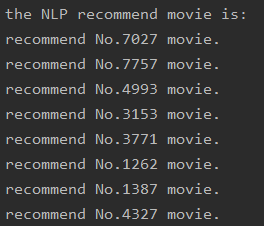 the NLP recommend movie is:
recommend No.7027 movie.
recommend No.7757 movie.
recommend No.4993 movie.
recommend No.3153 movie.
recommend No.3771 movie.
recommend No.1262 movie.
recommend No.1387 movie.
recommend No.4327 movie.